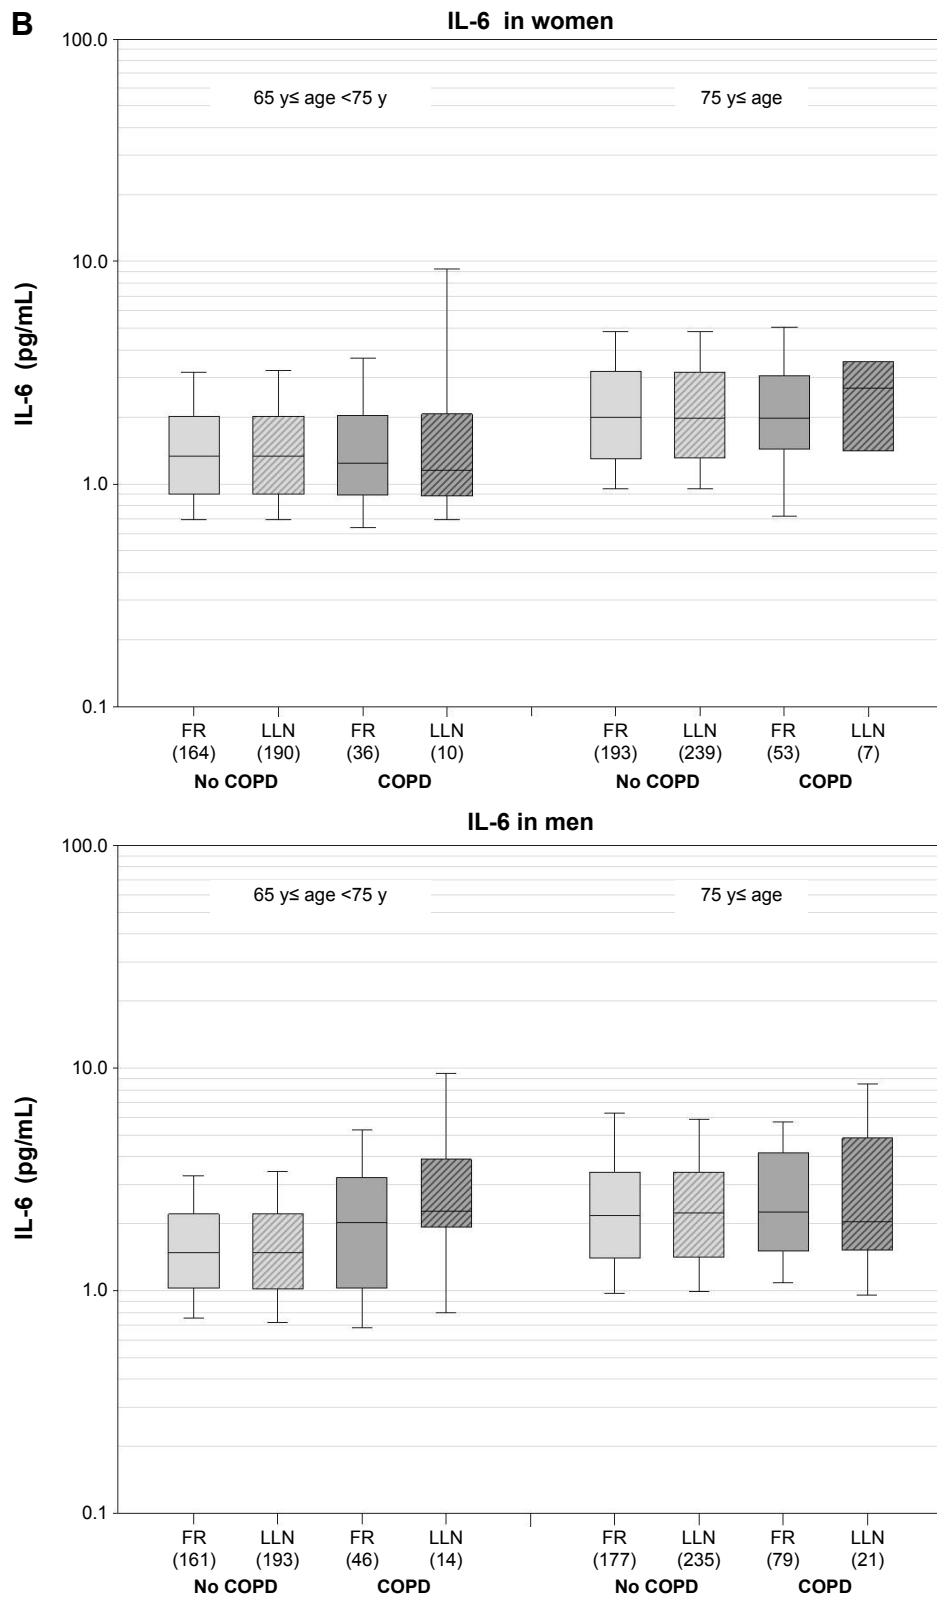 B
IL-6 in women
100.0
65 y≤ age <75 y
75 y≤ age
10.0
IL-6 (pg/mL)
1.0
0.1
FR LLN FR LLN FR LLN FR LLN
(164) (190) (36) (10) (193) (239) (53) (7)
No COPD COPD No COPD COPD
IL-6 in men
100.0
65 y≤ age <75 y
75 y≤ age
10.0
IL-6 (pg/mL)
1.0
0.1
FR LLN FR LLN FR LLN FR LLN
(161) (193) (46) (14) (177) (235) (79) (21)
No COPD COPD No COPD COPD